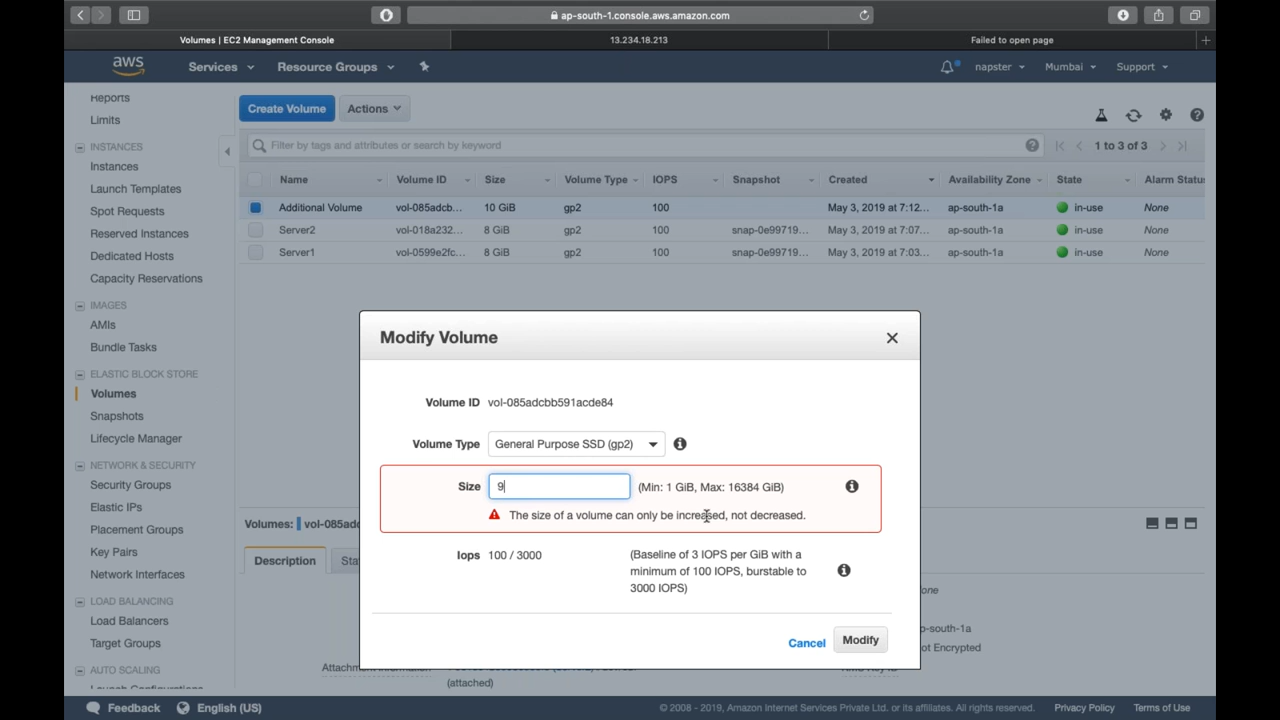 ap-south-1.console.aws.amazon.com
Volumes | EC2 Management Console
13.234.18.213
Failed to open page
aws
Services
Resource Groups
napster
Mumbai
Support
Reports
Limits
INSTANCES
Instances
Launch Templates
Spot Requests
Reserved Instances
Dedicated Hosts
Capacity Reservations
IMAGES
AMIs
Bundle Tasks
ELASTIC BLOCK STORE
Volumes
Snapshots
Lifecycle Manager
NETWORK & SECURITY
Security Groups
Elastic IPs
Placement Groups
Key Pairs
Network Interfaces
LOAD BALANCING
Load Balancers
Target Groups
AUTO SCALING
Create Volume
Actions
Filter by tags and attributes or search by keyword
1 to 3 of 3
Name Volume ID Size Volume Type IOPS Snapshot Created Availability Zone State Alarm Status
Additional Volume vol-085adcb... 10 GiB gp2 100 May 3, 2019 at 7:12... ap-south-1a in-use None
Server2 vol-018a232... 8 GiB gp2 100 snap-0e99719... May 3, 2019 at 7:07... ap-south-1a in-use None
Server1 vol-0599e2fc... 8 GiB gp2 100 snap-0e99719... May 3, 2019 at 7:03... ap-south-1a in-use None
Modify Volume
Volume ID vol-085adcbb591acde84
Volume Type General Purpose SSD (gp2)
Size 9 (Min: 1 GiB, Max: 16384 GiB)
The size of a volume can only be increased, not decreased.
Iops 100 / 3000
(Baseline of 3 IPOS per GiB with a
minimum of 100 IOPS, burstable to
3000 IOPS)
Cancel
Modify
Volumes: vol-085ad
Description
Sta
(attached)
Feedback
English (US)
© 2008 - 2019, Amazon Internet Services Private Ltd. or its affiliates. All rights reserved.
Privacy Policy
Terms of Use